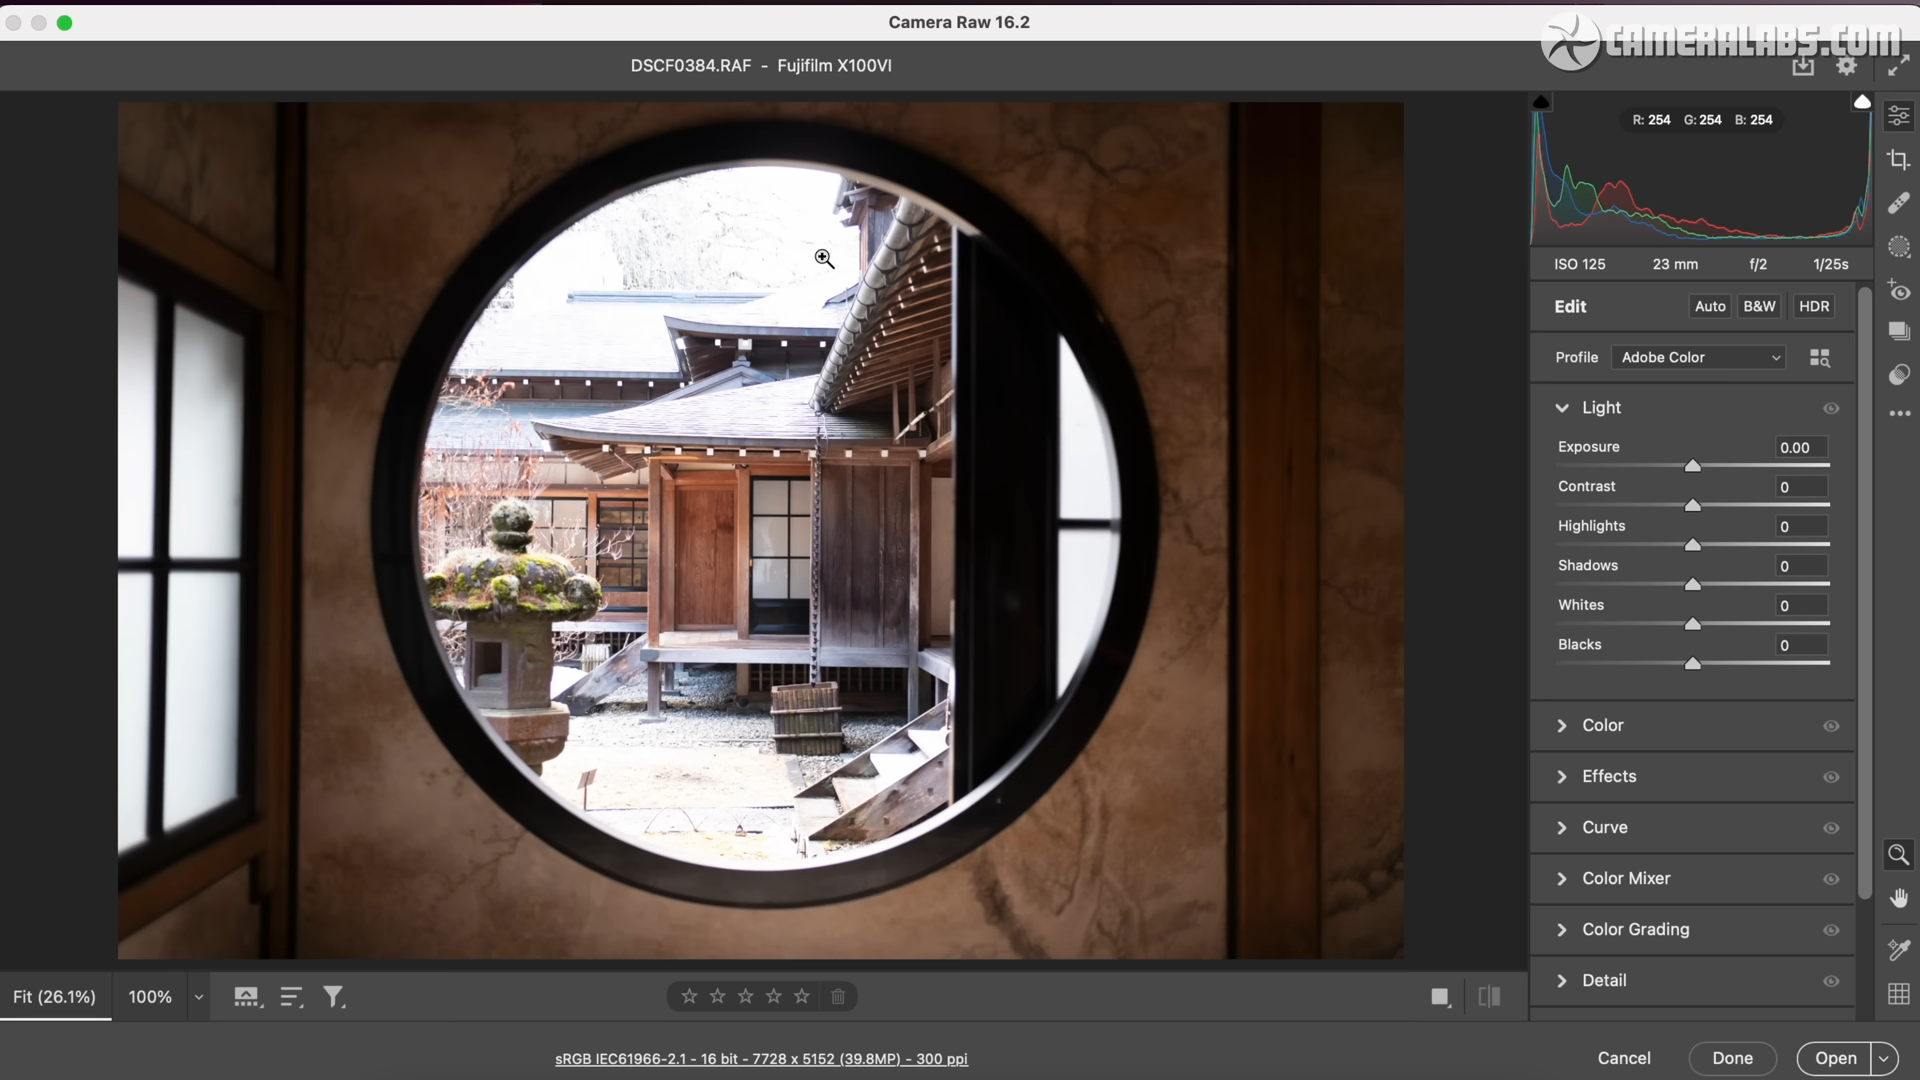 Camera Raw 16.2
CAMERALABS.COM
DSCF0384.RAF - Fujifilm X100VI
R: 254 G: 254 B: 254
ISO 125 23 mm f/2 1/25s
Edit Auto B&W HDR
Profile Adobe Color
Light
Exposure 0.00
Contrast 0
Highlights 0
Shadows 0
Whites 0
Blacks 0
Color
Effects
Curve
Color Mixer
Color Grading
Detail
Fit (26.1%) 100%
sRGB IEC61966-2.1 - 16 bit - 7728 x 5152 (39.8MP) - 300 ppi
Cancel Done Open